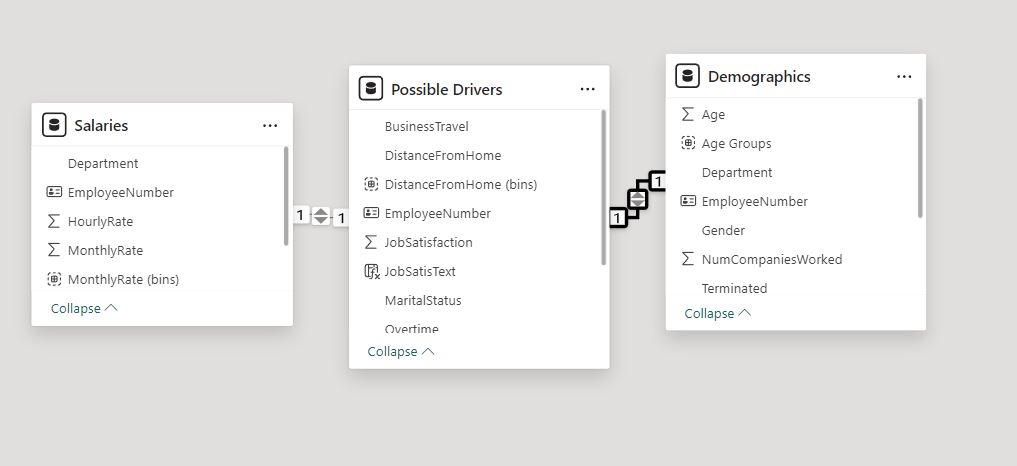 Salaries
Department
EmployeeNumber
HourlyRate
MonthlyRate
MonthlyRate (bins)
Collapse
1
1
Possible Drivers
BusinessTravel
DistanceFromHome
DistanceFromHome (bins)
EmployeeNumber
JobSatisfaction
JobSatisText
MaritalStatus
Overtime
Collapse
1
1
Demographics
Age
Age Groups
Department
EmployeeNumber
Gender
NumCompaniesWorked
Terminated
Collapse